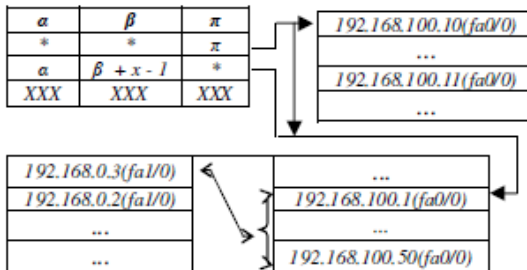 α β π
* * π
α β + x - 1 *
XXX XXX XXX
192.168.100.10(fa0/0)
...
192.168.100.11(fa0/0)
...
192.168.0.3(fa1/0) ...
192.168.0.2(fa1/0) 192.168.100.1(fa0/0)
... ...
... 192.168.100.50(fa0/0)